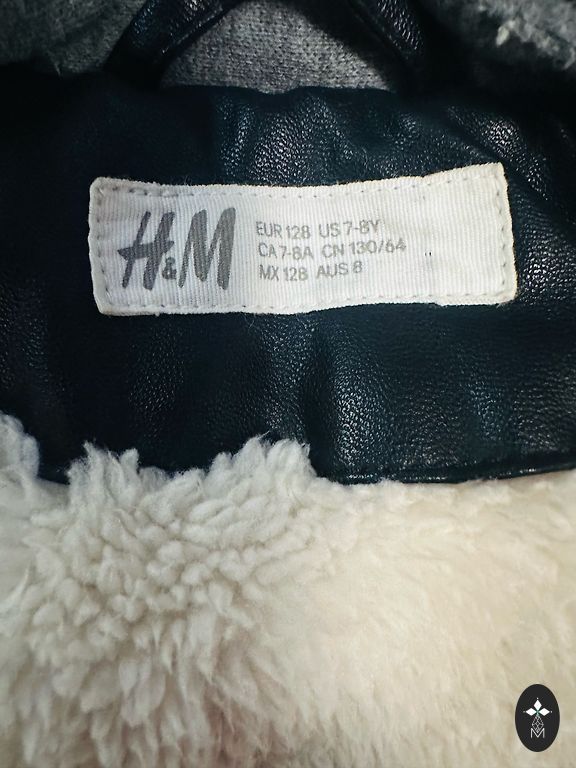 H&M
EUR 128 US 7-8Y
CA 7-8A CN 130/64
MX 128 AUS 8
M